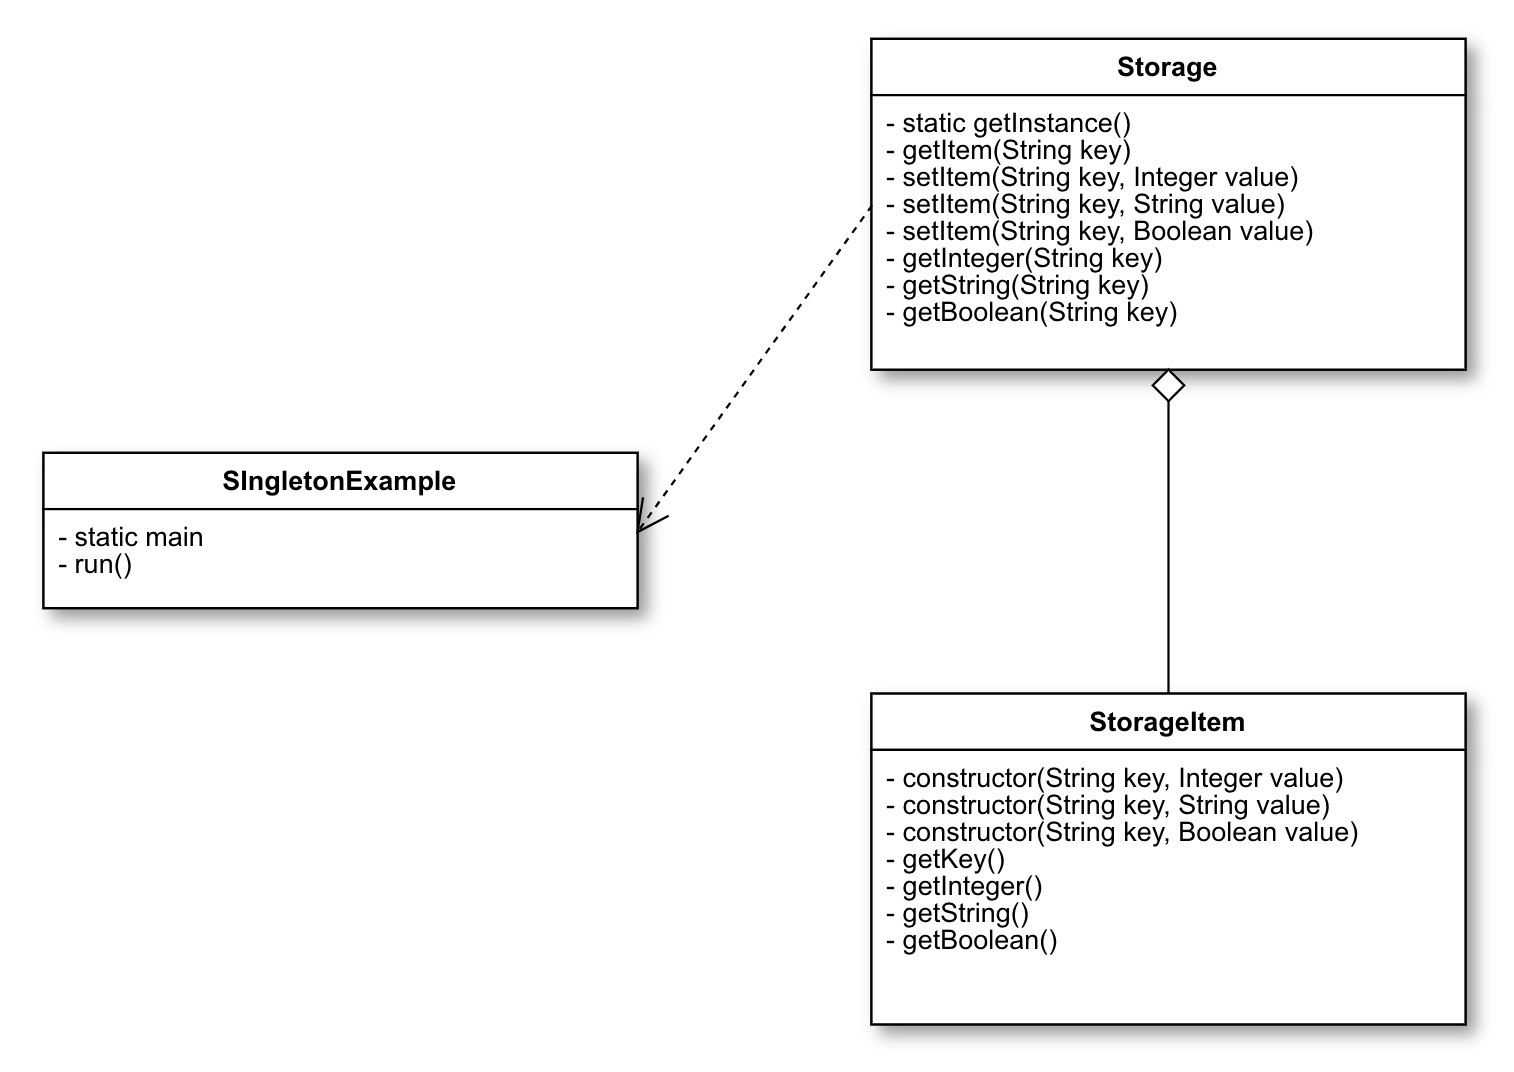 Storage
- static getInstance()
- getItem(String key)
- setItem(String key, Integer value)
- setItem(String key, String value)
- setItem(String key, Boolean value)
- getInteger(String key)
- getString(String key)
- getBoolean(String key)
SIngletonExample
- static main
- run()
StorageItem
- constructor(String key, Integer value)
- constructor(String key, String value)
- constructor(String key, Boolean value)
- getKey()
- getInteger()
- getString()
- getBoolean()